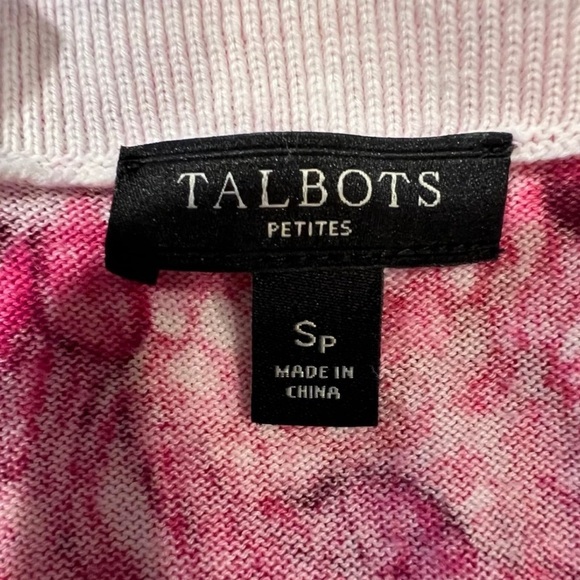 TALBOTS
PETITES
SP
MADE IN
CHINA